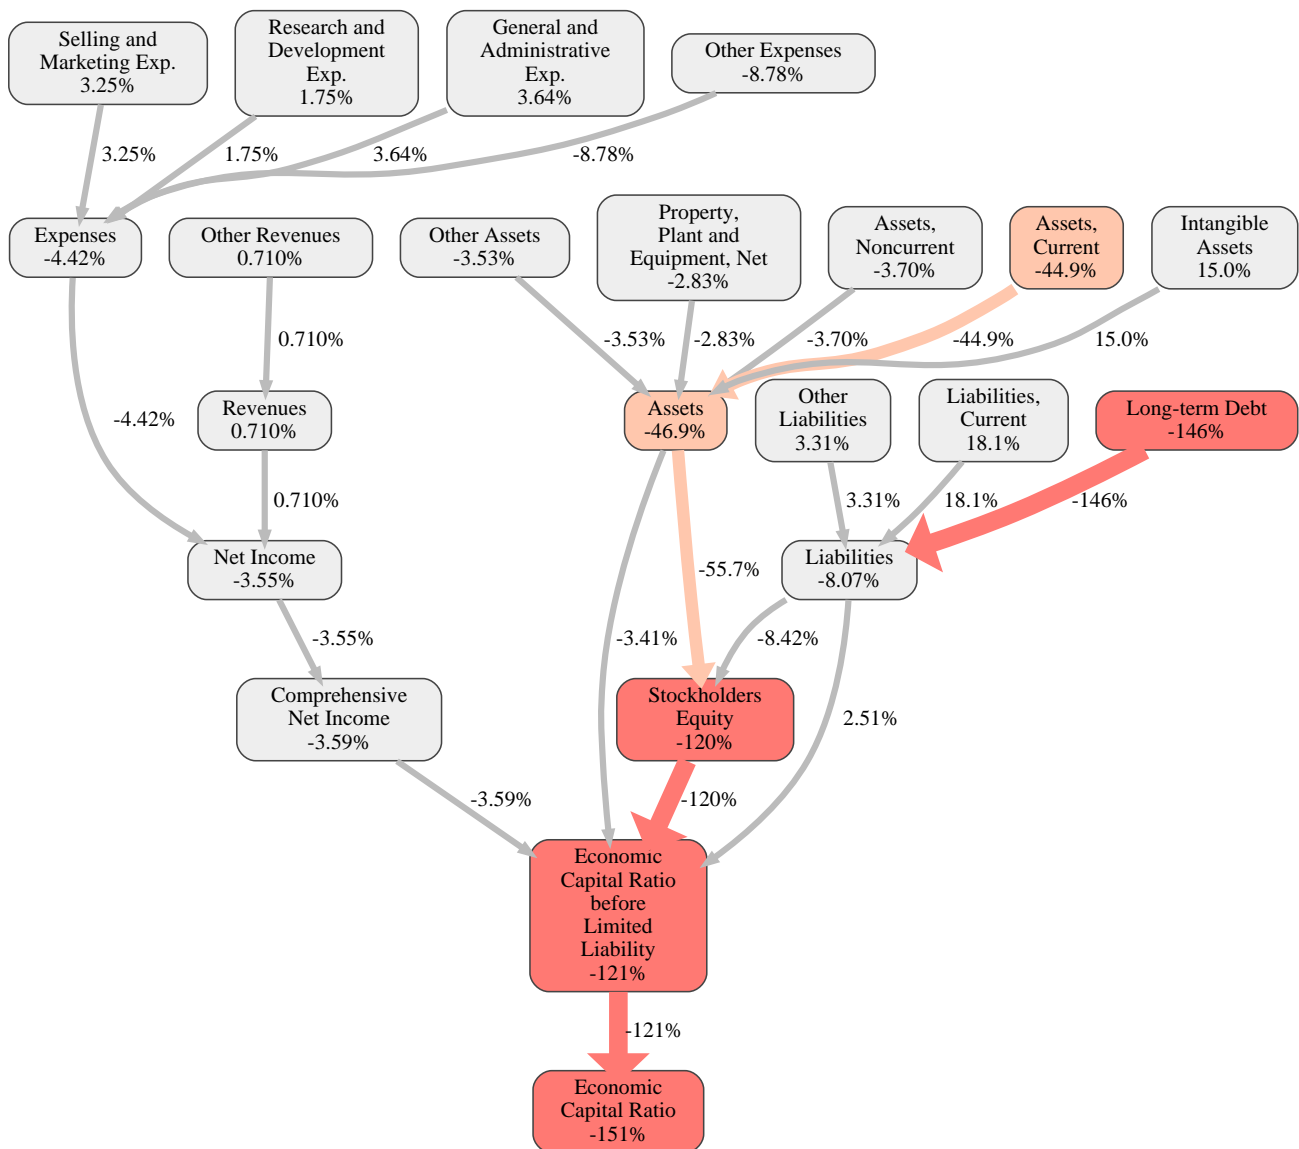 Selling and
Marketing Exp.
3.25%
Research and
Development
Exp.
1.75%
General and
Administrative
Exp.
3.64%
Other Expenses
-8.78%
3.25%
1.75%
3.64%
-8.78%
Expenses
-4.42%
Other Revenues
0.710%
Other Assets
-3.53%
Property,
Plant and
Equipment, Net
-2.83%
Assets,
Noncurrent
-3.70%
Assets,
Current
-44.9%
Intangible
Assets
15.0%
0.710%
-3.53%
-2.83%
-3.70%
-44.9%
15.0%
-4.42%
Revenues
0.710%
Assets
-46.9%
Other
Liabilities
3.31%
Liabilities,
Current
18.1%
Long-term Debt
-146%
0.710%
3.31%
18.1%
-146%
Net Income
-3.55%
-55.7%
Liabilities
-8.07%
-3.55%
-3.41%
-8.42%
Comprehensive
Net Income
-3.59%
Stockholders
Equity
-120%
2.51%
-3.59%
-120%
Economic
Capital Ratio
before
Limited
Liability
-121%
-121%
Economic
Capital Ratio
-151%